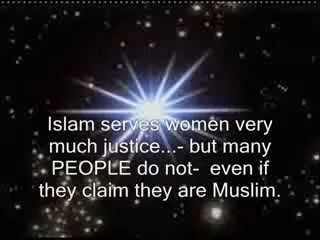 Islam serves women very
much justice...- but many
PEOPLE do not-  even if
they claim they are Muslim.